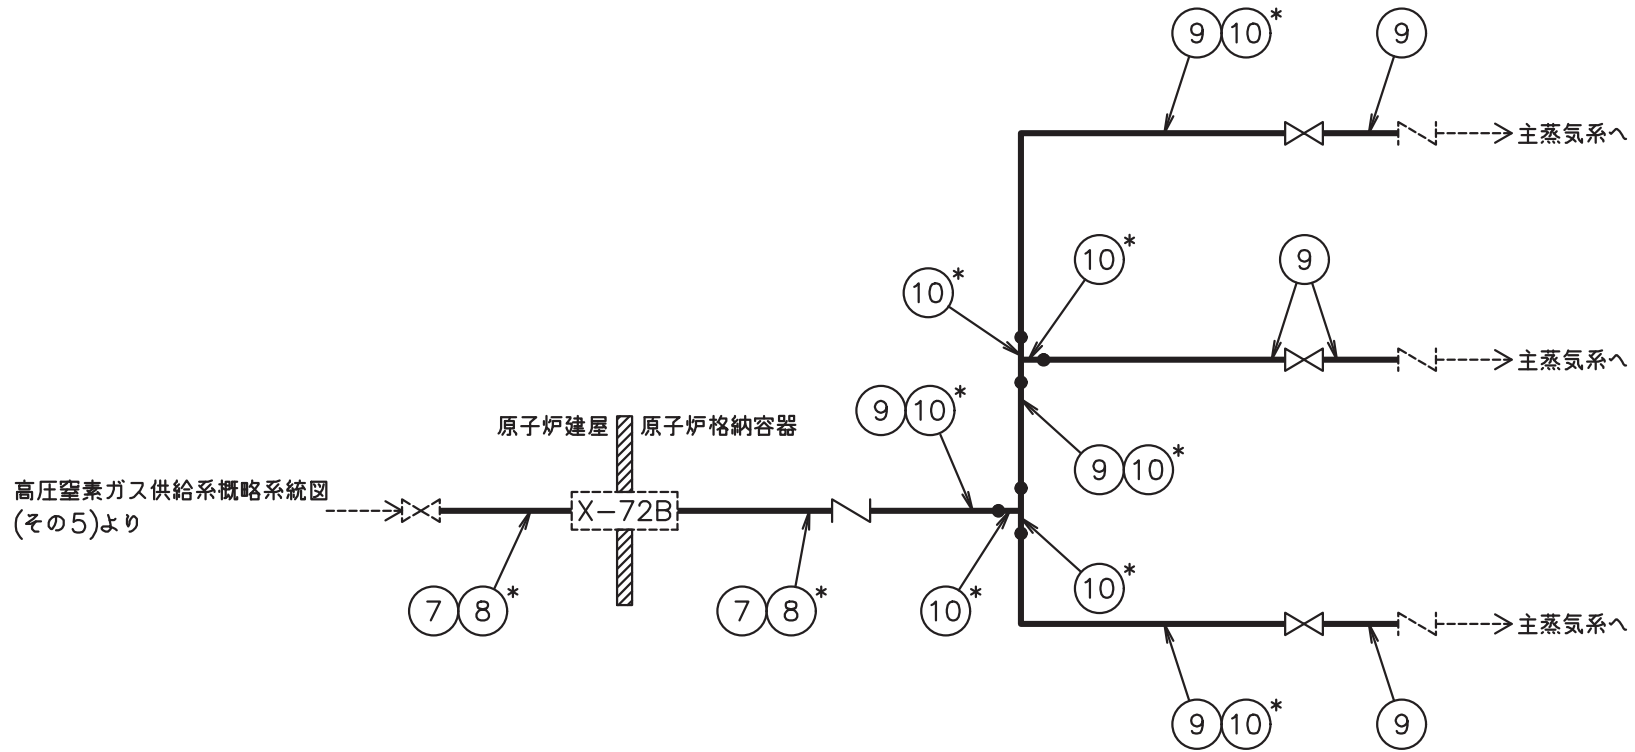 9 10* 9
主蒸気系へ
10* 9
10*
主蒸気系へ
9 10*
原子炉建屋 原子炉格納容器
9 10*
高圧窒素ガス供給系概略系統図
(その5)より
X-72B
7 8* 7 8* 10* 10*
主蒸気系へ
9 10* 9